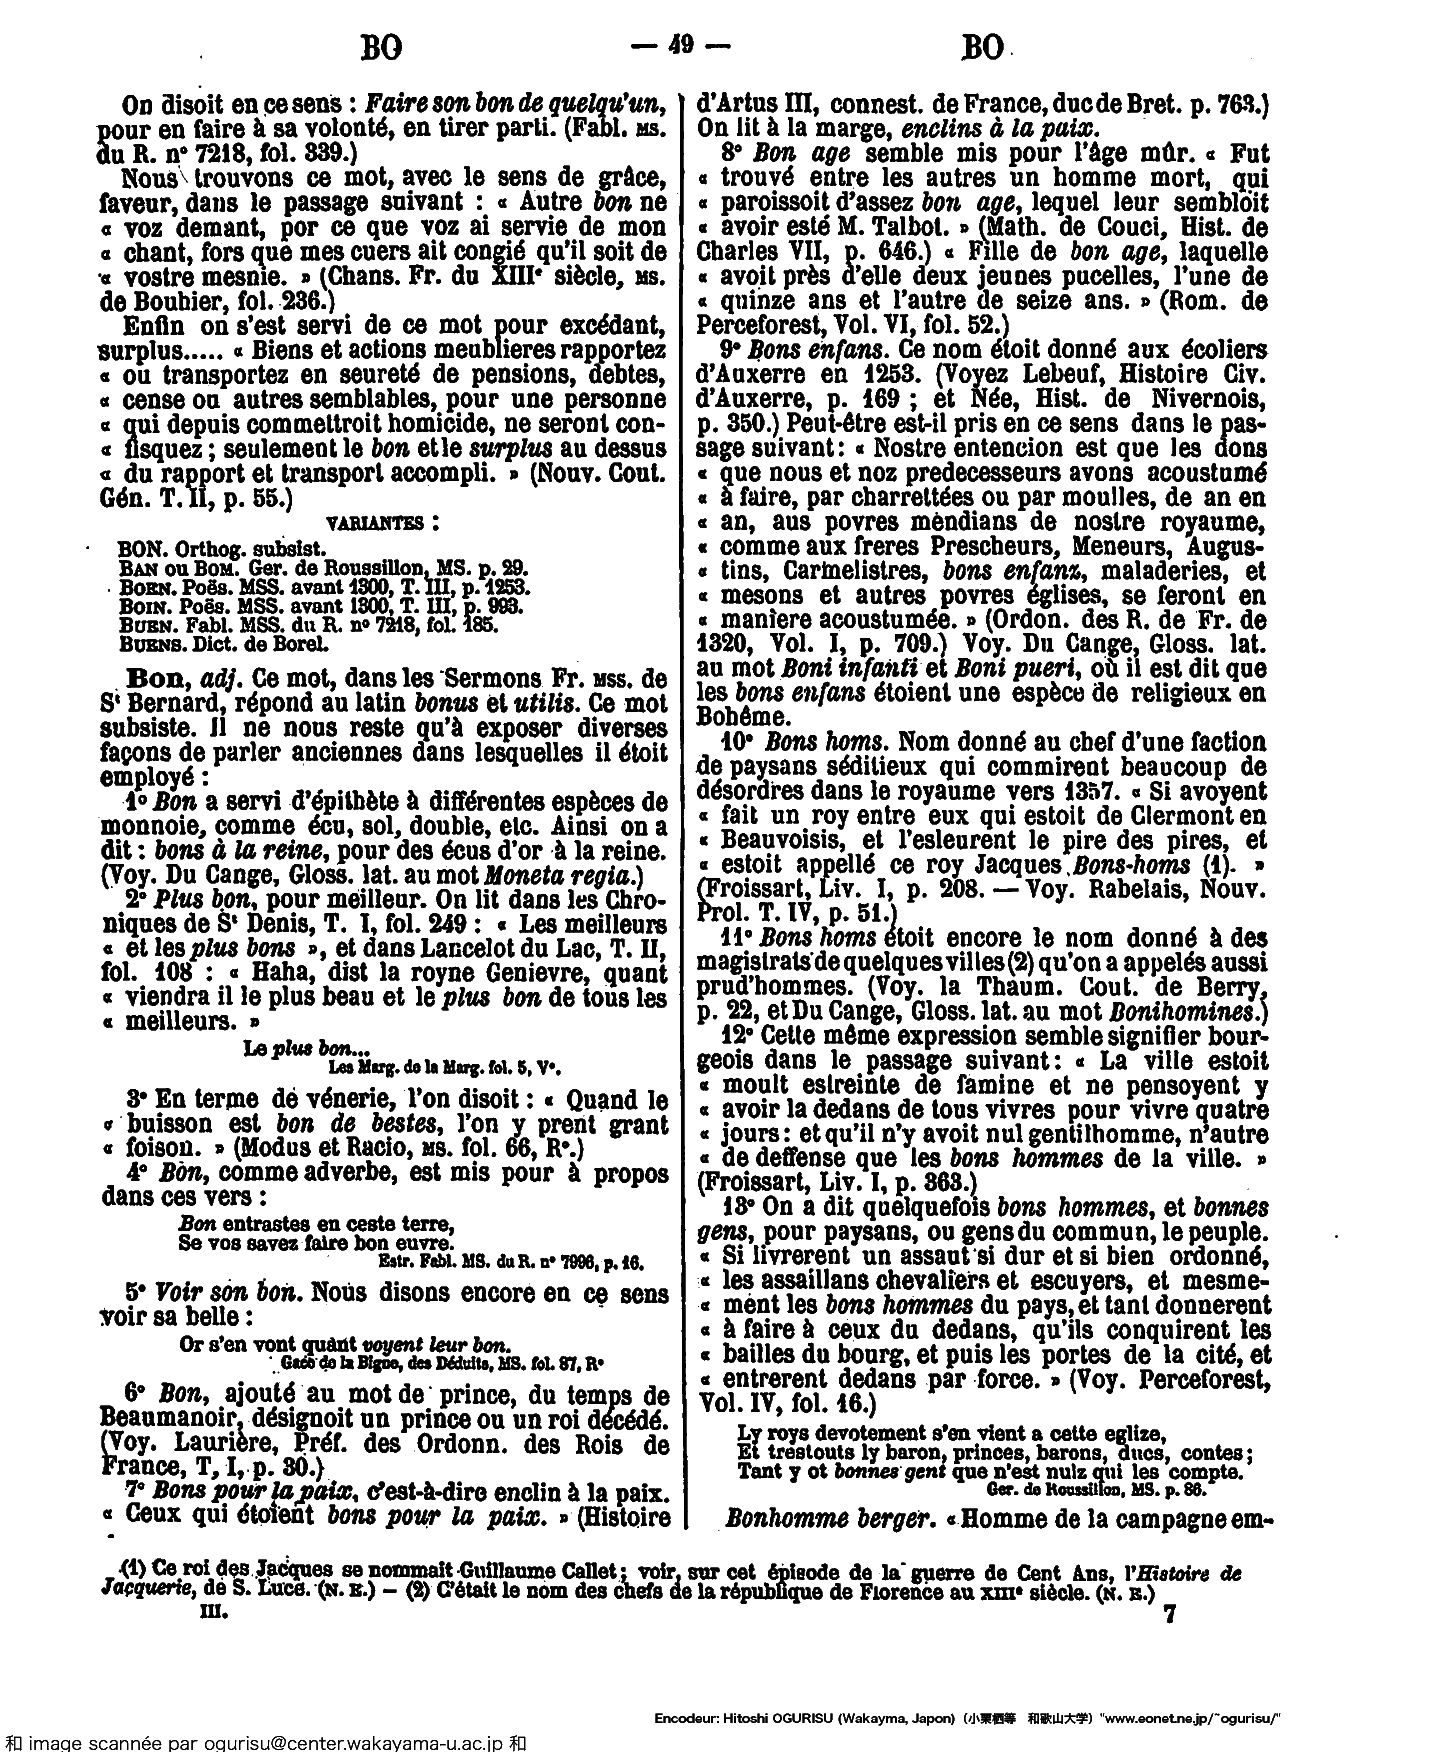 BO — 49 — BO
On disoit en ce sens : Faire son bon de quelqu'un,
pour en faire à sa volonté, en tirer parti. (Fabl. MS.
du R. n° 7218, fol. 339.)
Nous trouvons ce mot, avec le sens de grâce,
faveur, dans le passage suivant : « Autre bon ne
« voz demant, por ce que voz ai servie de mon
« chant, fors que mes cuers ait congié qu'il soit de
« vostre mesnie. » (Chans. Fr. du XIIIe siècle, MS.
de Bouhier, fol. 236.)
Enfin on s'est servi de ce mot pour excédant,
surplus..... « Biens et actions meublieres rapportez
« ou transportez en seureté de pensions, debtes,
« cense ou autres semblables, pour une personne
« qui depuis commettroit homicide, ne seront con-
« fisquez ; seulement le bon et le surplus au dessus
« du rapport et transport accompli. » (Nouv. Cout.
Gén. T. II, p. 55.)
VARIANTES :
BON. Orthog. subsist.
BAN ou BOM. Ger. de Roussillon, MS. p. 29.
BOEN. Poës. MSS. avant 1300, T. III, p. 1253.
BOIN. Poës. MSS. avant 1300, T. III, p. 993.
BUEN. Fabl. MSS. du R. n° 7218, fol. 185.
BUENS. Dict. de Borel.
Bon, adj. Ce mot, dans les Sermons Fr. MSS. de
St Bernard, répond au latin bonus et utilis. Ce mot
subsiste. Il ne nous reste qu'à exposer diverses
façons de parler anciennes dans lesquelles il étoit
employé :
1° Bon a servi d'épithète à différentes espèces de
monnoie, comme écu, sol, double, etc. Ainsi on a
dit : bons à la reine, pour des écus d'or à la reine.
(Voy. Du Cange, Gloss. lat. au mot Moneta regia.)
2° Plus bon, pour meilleur. On lit dans les Chro-
niques de St Denis, T. I, fol. 249 : « Les meilleurs
« et les plus bons », et dans Lancelot du Lac, T. II,
fol. 108 : « Haha, dist la royne Genievre, quant
« viendra il le plus beau et le plus bon de tous les
« meilleurs. »
Le plus bon...
Les Marg. de la Marg. fol. 5, V°.
3° En terme de vénerie, l'on disoit : « Quand le
« buisson est bon de bestes, l'on y prent grant
« foison. » (Modus et Racio, MS. fol. 66, R°.)
4° Bon, comme adverbe, est mis pour à propos
dans ces vers :
Bon entrastes en ceste terre,
Se vos savez faire bon euvre.
Estr. Fabl. MS. du R. n° 7996, p. 16.
5° Voir son bon. Nous disons encore en ce sens
voir sa belle :
Or s'en vont quant voyent leur bon.
Gace de la Bigne, des Déduits, MS. fol. 87, R°
6° Bon, ajouté au mot de prince, du temps de
Beaumanoir, désignoit un prince ou un roi décédé.
(Voy. Laurière, Préf. des Ordonn. des Rois de
France, T, I, p. 30.)
7° Bons pour la paix, c'est-à-dire enclin à la paix.
« Ceux qui étoient bons pour la paix. » (Histoire
d'Artus III, connest. de France, duc de Bret. p. 763.)
On lit à la marge, enclins à la paix.
8° Bon age semble mis pour l'âge mûr. « Fut
« trouvé entre les autres un homme mort, qui
« paroissoit d'assez bon age, lequel leur sembloit
« avoir esté M. Talbot. » (Math. de Couci, Hist. de
Charles VII, p. 646.) « Fille de bon age, laquelle
« avoit près d'elle deux jeunes pucelles, l'une de
« quinze ans et l'autre de seize ans. » (Rom. de
Perceforest, Vol. VI, fol. 52.)
9° Bons enfans. Ce nom étoit donné aux écoliers
d'Auxerre en 1253. (Voyez Lebeuf, Histoire Civ.
d'Auxerre, p. 169 ; et Née, Hist. de Nivernois,
p. 350.) Peut-être est-il pris en ce sens dans le pas-
sage suivant : « Nostre entencion est que les dons
« que nous et noz predecesseurs avons acoustumé
« à faire, par charrettées ou par moulles, de an en
« an, aus povres mendians de nostre royaume,
« comme aux freres Prescheurs, Meneurs, Augus-
« tins, Carmelistres, bons enfanz, maladeries, et
« mesons et autres povres églises, se feront en
« maniere acoustumée. » (Ordon. des R. de Fr. de
1320, Vol. I, p. 709.) Voy. Du Cange, Gloss. lat.
au mot Boni infanti et Boni pueri, où il est dit que
les bons enfans étoient une espèce de religieux en
Bohême.
10° Bons homs. Nom donné au chef d'une faction
de paysans séditieux qui commirent beaucoup de
désordres dans le royaume vers 1357. « Si avoyent
« fait un roy entre eux qui estoit de Clermont en
« Beauvoisis, et l'esleurent le pire des pires, et
« estoit appellé ce roy Jacques Bons-homs (1). »
(Froissart, Liv. I, p. 208. — Voy. Rabelais, Nouv.
Prol. T. IV, p. 51.)
11° Bons homs étoit encore le nom donné à des
magistrats de quelques villes (2) qu'on a appelés aussi
prud'hommes. (Voy. la Thaum. Cout. de Berry,
p. 22, et Du Cange, Gloss. lat. au mot Bonihomines.)
12° Cette même expression semble signifier bour-
geois dans le passage suivant : « La ville estoit
« moult estreinte de famine et ne pensoyent y
« avoir la dedans de tous vivres pour vivre quatre
« jours : et qu'il n'y avoit nul gentilhomme, n'autre
« de deffense que les bons hommes de la ville. »
(Froissart, Liv. I, p. 363.)
13° On a dit quelquefois bons hommes, et bonnes
gens, pour paysans, ou gens du commun, le peuple.
« Si livrerent un assaut si dur et si bien ordonné,
« les assaillans chevaliers et escuyers, et mesme-
« ment les bons hommes du pays, et tant donnerent
« à faire à ceux du dedans, qu'ils conquirent les
« bailles du bourg, et puis les portes de la cité, et
« entrerent dedans par force. » (Voy. Perceforest,
Vol. IV, fol. 16.)
Ly roys devotement s'en vient a cette eglize,
Et trestouts ly baron, princes, barons, ducs, contes ;
Tant y ot bonnes gent que n'est nulz qui les compte.
Ger. de Roussillon, MS. p. 86.
Bonhomme berger. « Homme de la campagne em-
(1) Ce roi des Jacques se nommait Guillaume Callet ; voir, sur cet épisode de la guerre de Cent Ans, l'Histoire de
Jacquerie, de S. Luce. (N. E.) — (2) C'était le nom des chefs de la république de Florence au XIIIe siècle. (N. E.)
III. 7
Encodeur: Hitoshi OGURISU (Wakayma, Japon) (小栗栖等 和歌山大学) "www.eonet.ne.jp/~ogurisu/"
和 image scannée par ogurisu@center.wakayama-u.ac.jp 和